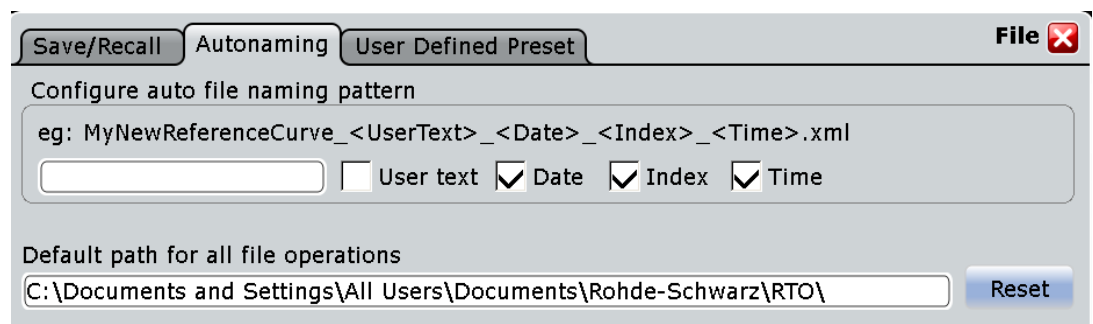 Save/Recall Autonaming User Defined Preset File
Configure auto file naming pattern
eg: MyNewReferenceCurve_<UserText>_<Date>_<Index>_<Time>.xml
User text Date Index Time
Default path for all file operations
C:\Documents and Settings\All Users\Documents\Rohde-Schwarz\RTO\ Reset